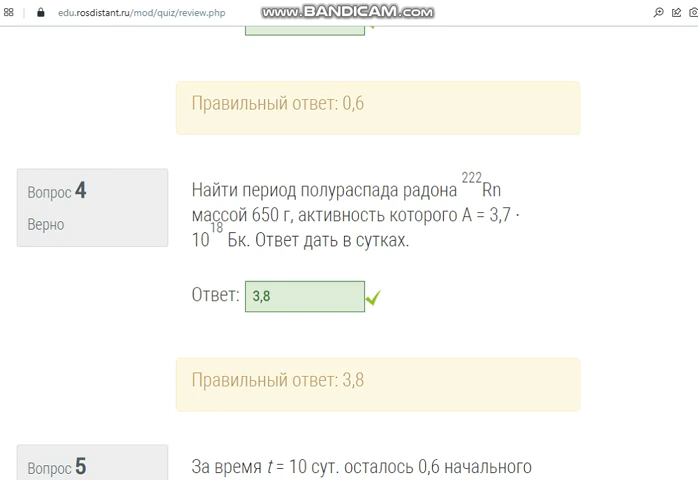 edu.rosdistant.ru/mod/quiz/review.php
www.BANDICAM.com
Правильный ответ: 0,6
Вопрос 4
Верно
Найти период полураспада радона 222Rn
массой 650 г, активность которого A = 3,7 ·
10^18 Бк. Ответ дать в сутках.
Ответ: 3,8
Правильный ответ: 3,8
Вопрос 5
За время t = 10 сут. осталось 0,6 начального